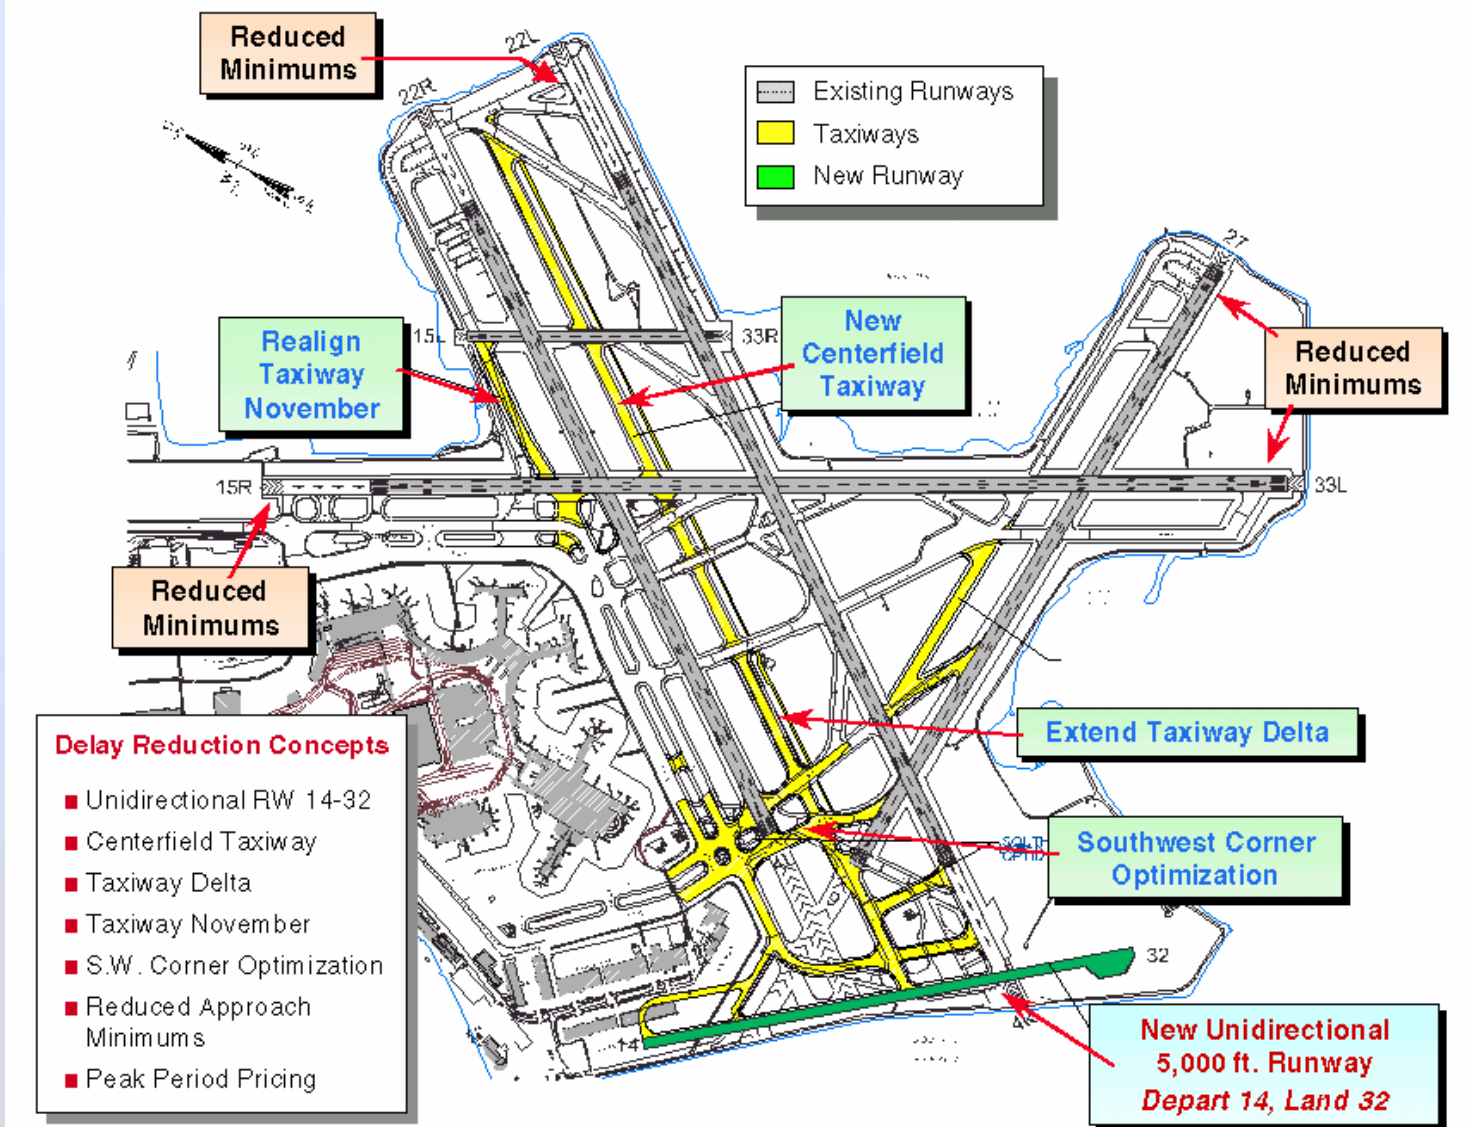 Reduced
Minimums
22L
22R
Existing Runways
Taxiways
New Runway
27
Realign
Taxiway
November
15L
33R
New
Centerfield
Taxiway
Reduced
Minimums
15R
33L
Reduced
Minimums
Extend Taxiway Delta
Delay Reduction Concepts
Unidirectional RW 14-32
Centerfield Taxiway
Taxiway Delta
Taxiway November
S.W. Corner Optimization
Reduced Approach
Minimums
Peak Period Pricing
Southwest Corner
Optimization
32
14
New Unidirectional
5,000 ft. Runway
Depart 14, Land 32